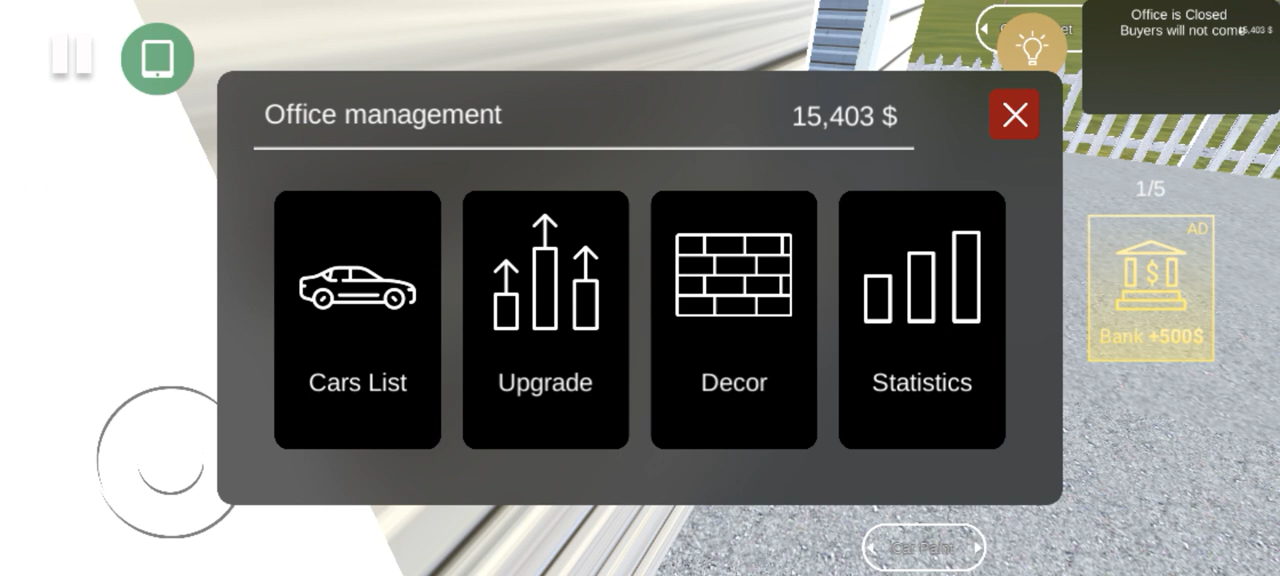 Office is Closed
Buyers will not come
15,403 $
Office management
15,403 $
1/5
AD
Bank +500$
Cars List
Upgrade
Decor
Statistics
Car Paint